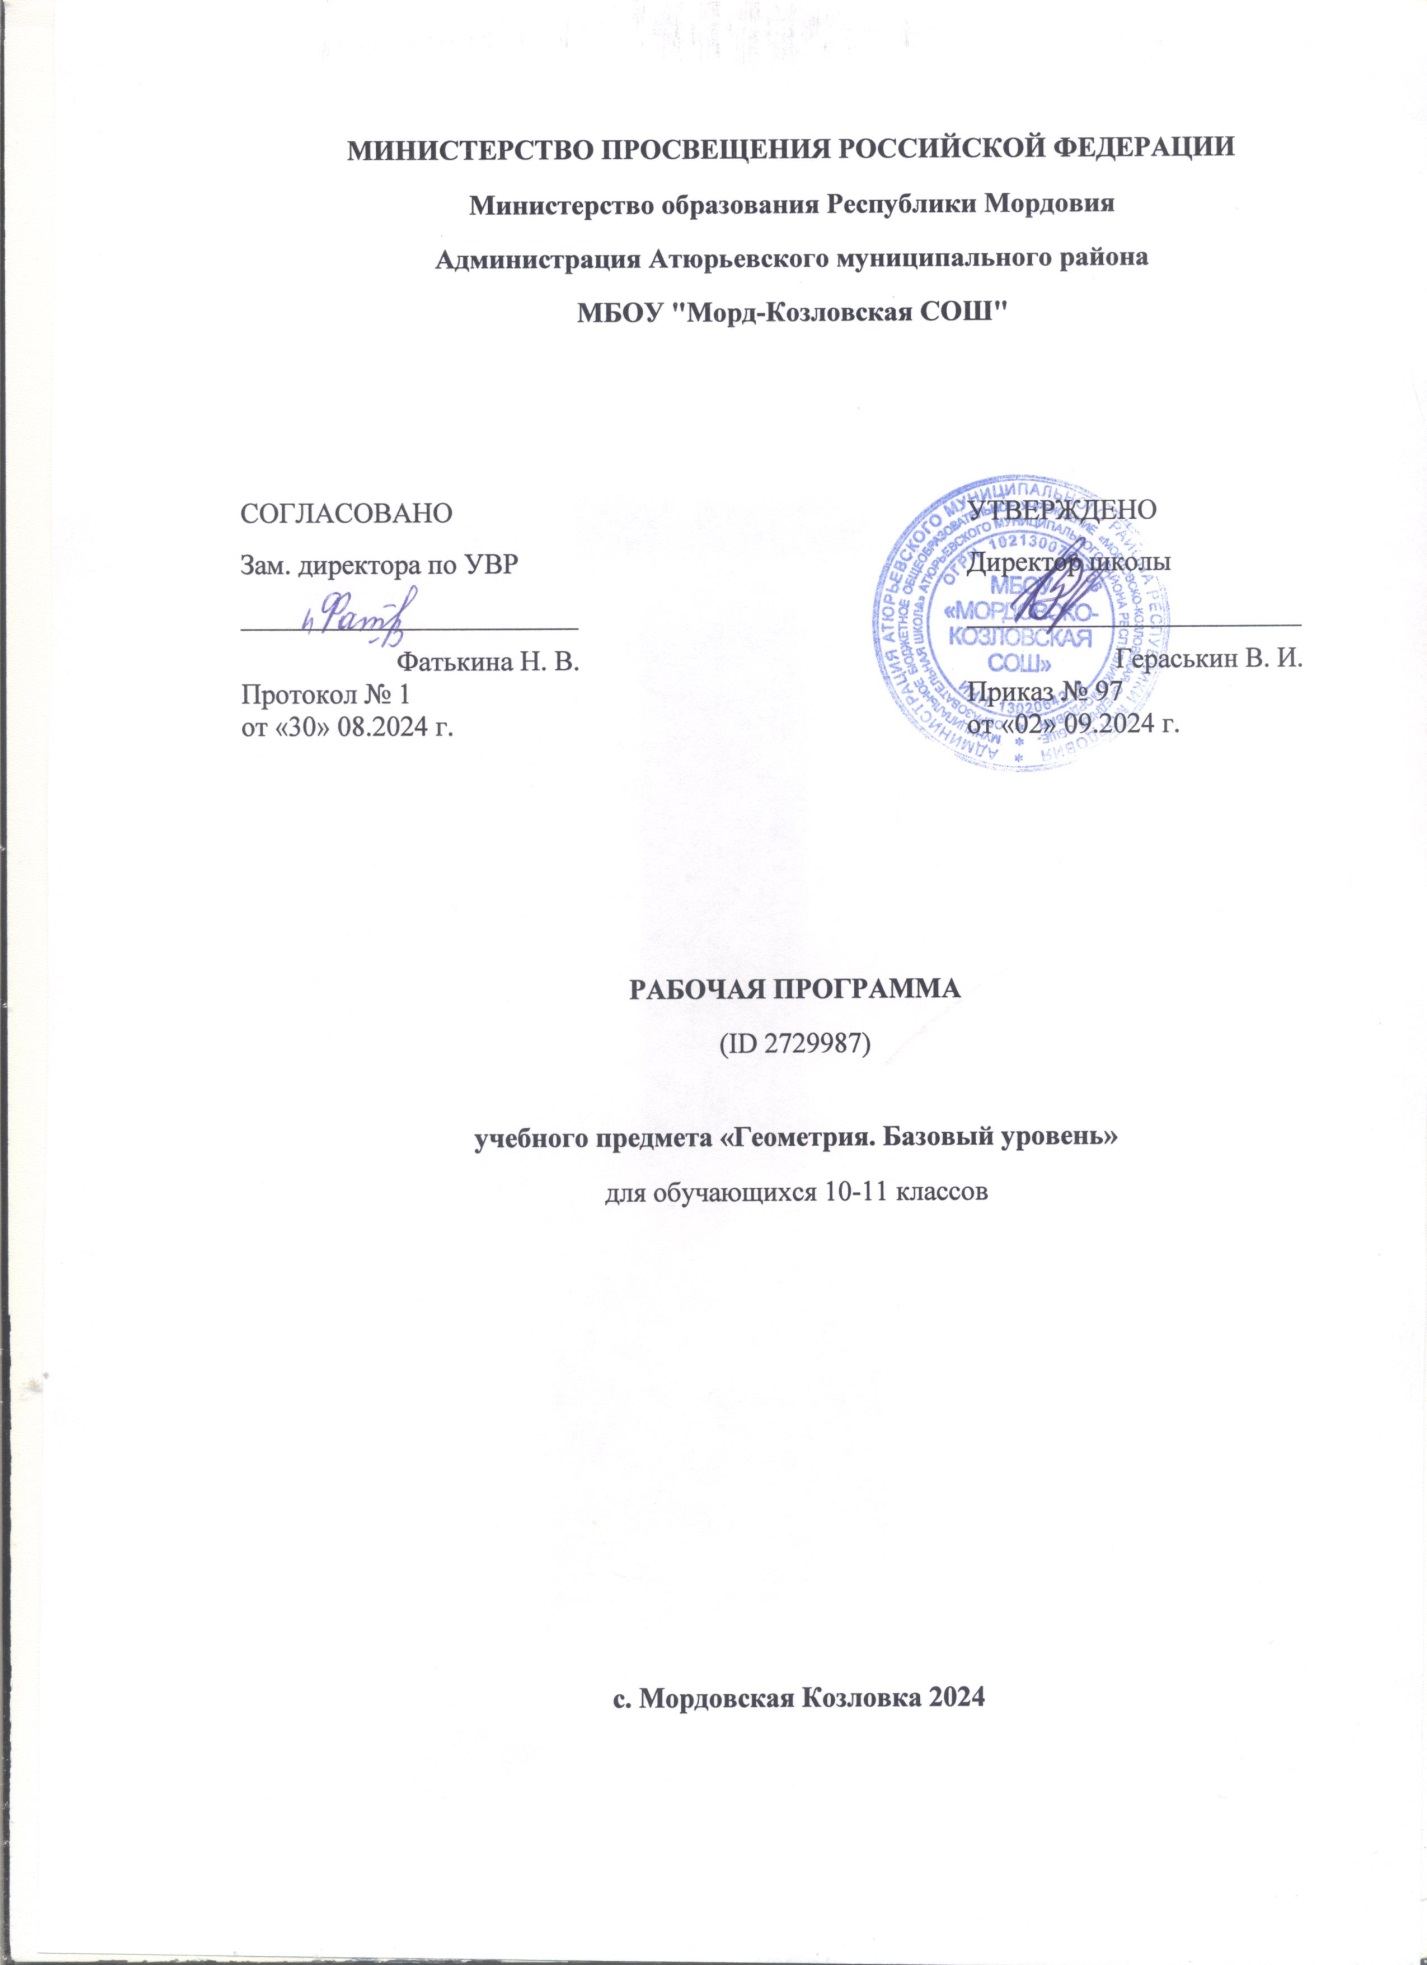 МИНИСТЕРСТВО ПРОСВЕЩЕНИЯ РОССИЙСКОЙ ФЕДЕРАЦИИ
Министерство образования Республики Мордовия
Администрация Атюрьевского муниципального района
МБОУ "Морд-Козловская СОШ"
СОГЛАСОВАНО
Зам. директора по УВР
Фатькина Н. В.
Протокол № 1
от «30» 08.2024 г.
УТВЕРЖДЕНО
Директор школы
Гераськин В. И.
Приказ № 97
от «02» 09.2024 г.
МБОУ
«МОРДОВСКО-
КОЗЛОВСКАЯ
СОШ»
РАБОЧАЯ ПРОГРАММА
(ID 2729987)
учебного предмета «Геометрия. Базовый уровень»
для обучающихся 10-11 классов
с. Мордовская Козловка 2024